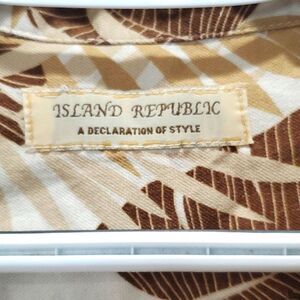 ISLAND REPUBLIC
A DECLARATION OF STYLE